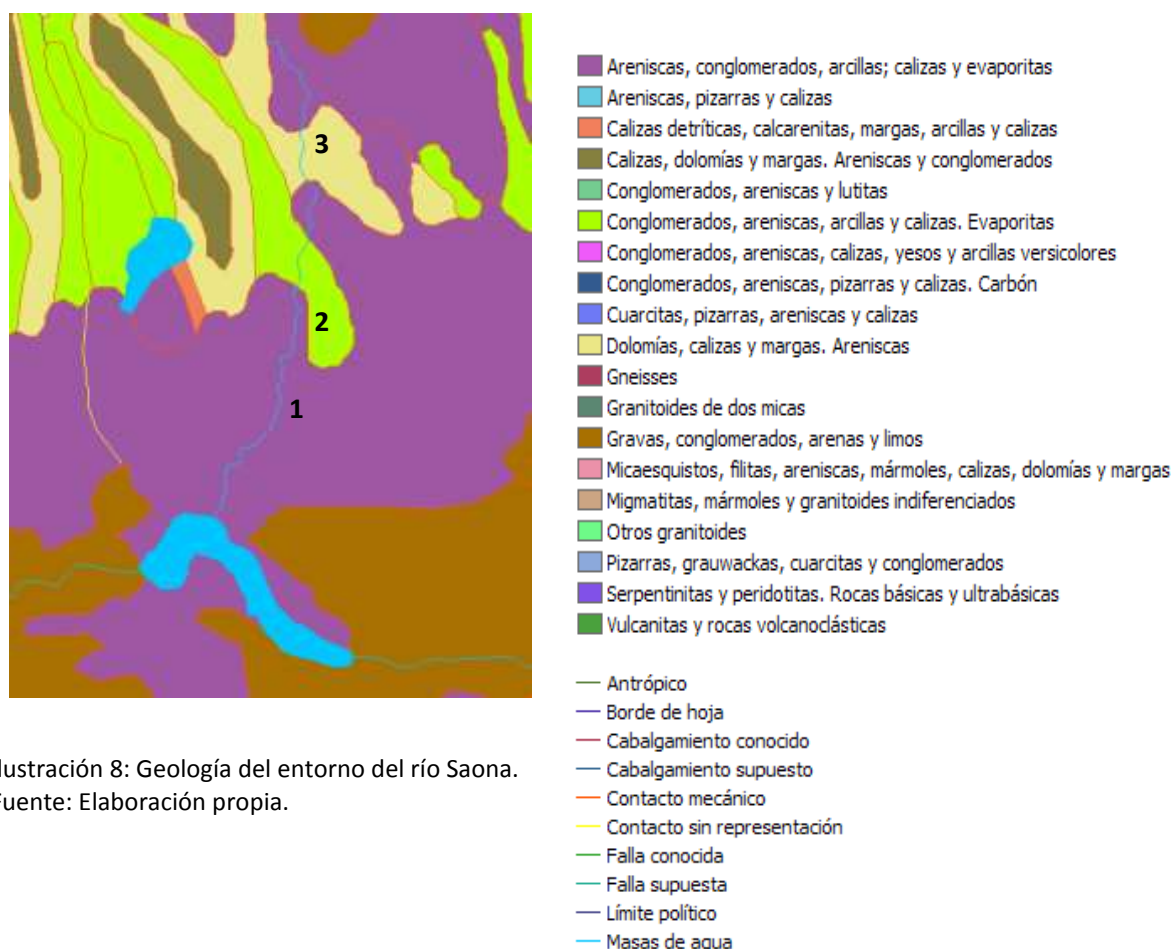 3
2
1
lustración 8: Geología del entorno del río Saona.
Fuente: Elaboración propia.
Areniscas, conglomerados, arcillas; calizas y evaporitas
Areniscas, pizarras y calizas
Calizas detríticas, calcarenitas, margas, arcillas y calizas
Calizas, dolomías y margas. Areniscas y conglomerados
Conglomerados, areniscas y lutitas
Conglomerados, areniscas, arcillas y calizas. Evaporitas
Conglomerados, areniscas, calizas, yesos y arcillas versicolores
Conglomerados, areniscas, pizarras y calizas. Carbón
Cuarcitas, pizarras, areniscas y calizas
Dolomías, calizas y margas. Areniscas
Gneisses
Granitoides de dos micas
Gravas, conglomerados, arenas y limos
Micaesquistos, filitas, areniscas, mármoles, calizas, dolomías y margas
Migmatitas, mármoles y granitoides indiferenciados
Otros granitoides
Pizarras, grauwackas, cuarcitas y conglomerados
Serpentinitas y peridotitas. Rocas básicas y ultrabásicas
Vulcanitas y rocas volcanoclásticas
Antrópico
Borde de hoja
Cabalgamiento conocido
Cabalgamiento supuesto
Contacto mecánico
Contacto sin representación
Falla conocida
Falla supuesta
Límite político
Masas de agua